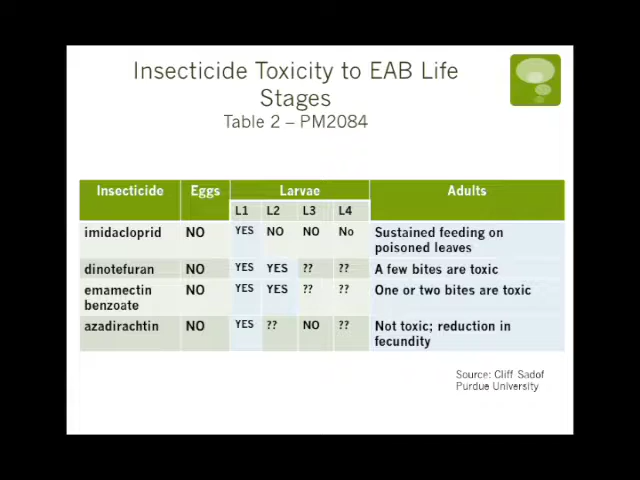 Insecticide Toxicity to EAB Life
Stages
Table 2 – PM2084
Insecticide Eggs Larvae Adults
L1 L2 L3 L4
imidacloprid NO YES NO NO No Sustained feeding on
poisoned leaves
dinotefuran NO YES YES ?? ?? A few bites are toxic
emamectin NO YES YES ?? ?? One or two bites are toxic
benzoate
azadirachtin NO YES ?? NO ?? Not toxic; reduction in
fecundity
Source: Cliff Sadof
Purdue University